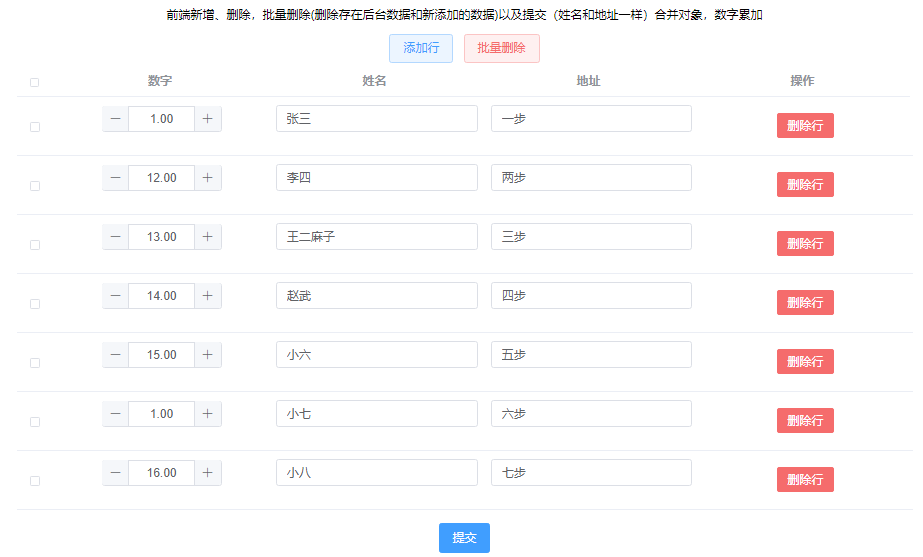 前端新增、删除，批量删除(删除存在后台数据和新添加的数据)以及提交（姓名和地址一样）合并对象，数字累加
添加行 批量删除
数字 姓名 地址 操作
1.00 张三 一步 删除行
12.00 李四 两步 删除行
13.00 王二麻子 三步 删除行
14.00 赵武 四步 删除行
15.00 小六 五步 删除行
1.00 小七 六步 删除行
16.00 小八 七步 删除行
提交